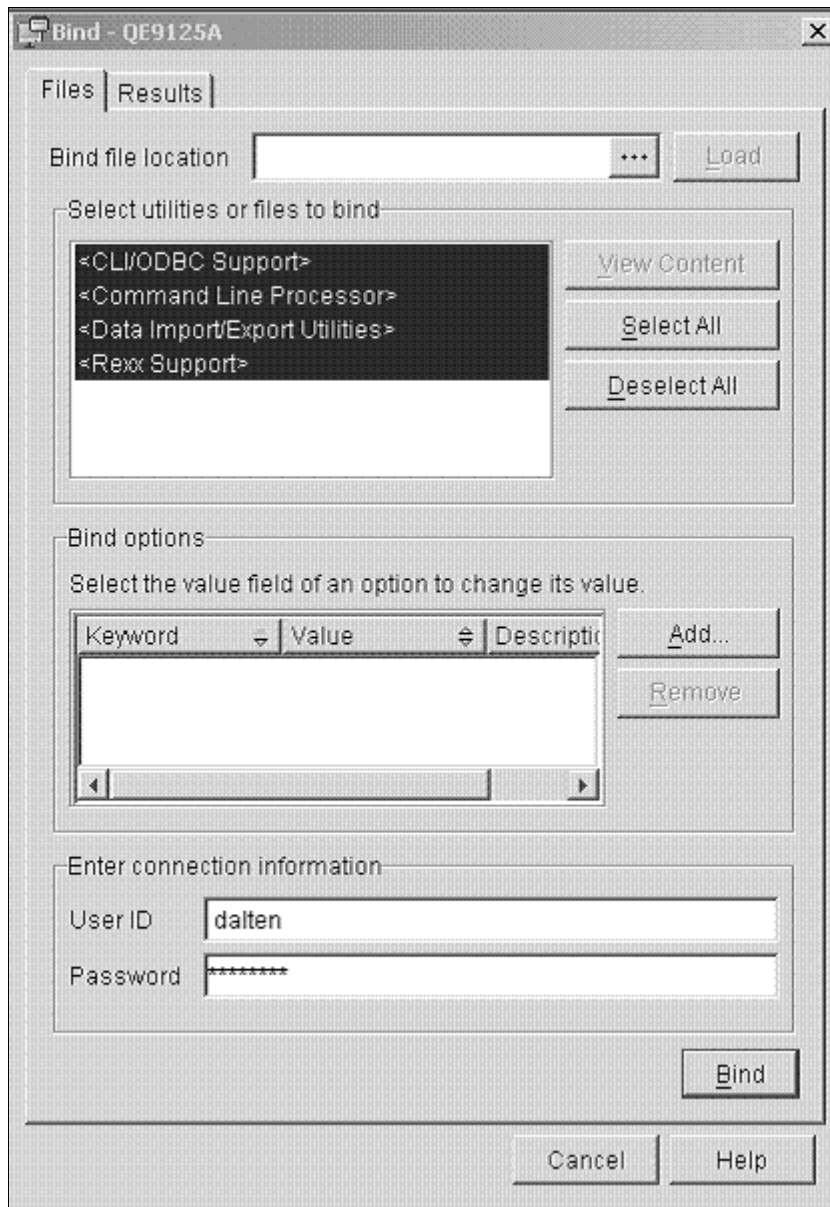 Bind - QE9125A
Files
Results
Bind file location
...
Load
Select utilities or files to bind
<CLI/ODBC Support>
<Command Line Processor>
<Data Import/Export Utilities>
<Rexx Support>
View Content
Select All
Deselect All
Bind options
Select the value field of an option to change its value.
Keyword Value Descriptic
Add...
Remove
Enter connection information
User ID dalten
Password ********
Bind
Cancel Help